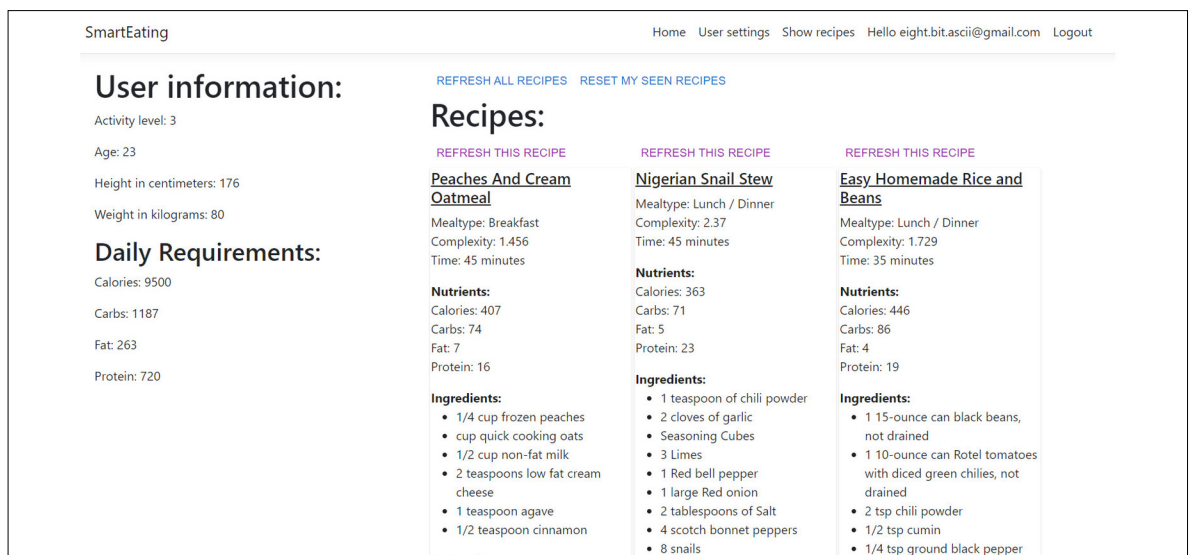 SmartEating
Home User settings Show recipes Hello eight.bit.ascii@gmail.com Logout
User information:
Activity level: 3
Age: 23
Height in centimeters: 176
Weight in kilograms: 80
Daily Requirements:
Calories: 9500
Carbs: 1187
Fat: 263
Protein: 720
REFRESH ALL RECIPES RESET MY SEEN RECIPES
Recipes:
REFRESH THIS RECIPE
Peaches And Cream
Oatmeal
Mealtype: Breakfast
Complexity: 1.456
Time: 45 minutes
Nutrients:
Calories: 407
Carbs: 74
Fat: 7
Protein: 16
Ingredients:
• 1/4 cup frozen peaches
• cup quick cooking oats
• 1/2 cup non-fat milk
• 2 teaspoons low fat cream
cheese
• 1 teaspoon agave
• 1/2 teaspoon cinnamon
REFRESH THIS RECIPE
Nigerian Snail Stew
Mealtype: Lunch / Dinner
Complexity: 2.37
Time: 45 minutes
Nutrients:
Calories: 363
Carbs: 71
Fat: 5
Protein: 23
Ingredients:
• 1 teaspoon of chili powder
• 2 cloves of garlic
• Seasoning Cubes
• 3 Limes
• 1 Red bell pepper
• 1 large Red onion
• 2 tablespoons of Salt
• 4 scotch bonnet peppers
• 8 snails
REFRESH THIS RECIPE
Easy Homemade Rice and
Beans
Mealtype: Lunch / Dinner
Complexity: 1.729
Time: 35 minutes
Nutrients:
Calories: 446
Carbs: 86
Fat: 4
Protein: 19
Ingredients:
• 1 15-ounce can black beans,
not drained
• 1 10-ounce can Rotel tomatoes
with diced green chilies, not
drained
• 2 tsp chili powder
• 1/2 tsp cumin
• 1/4 tsp ground black pepper